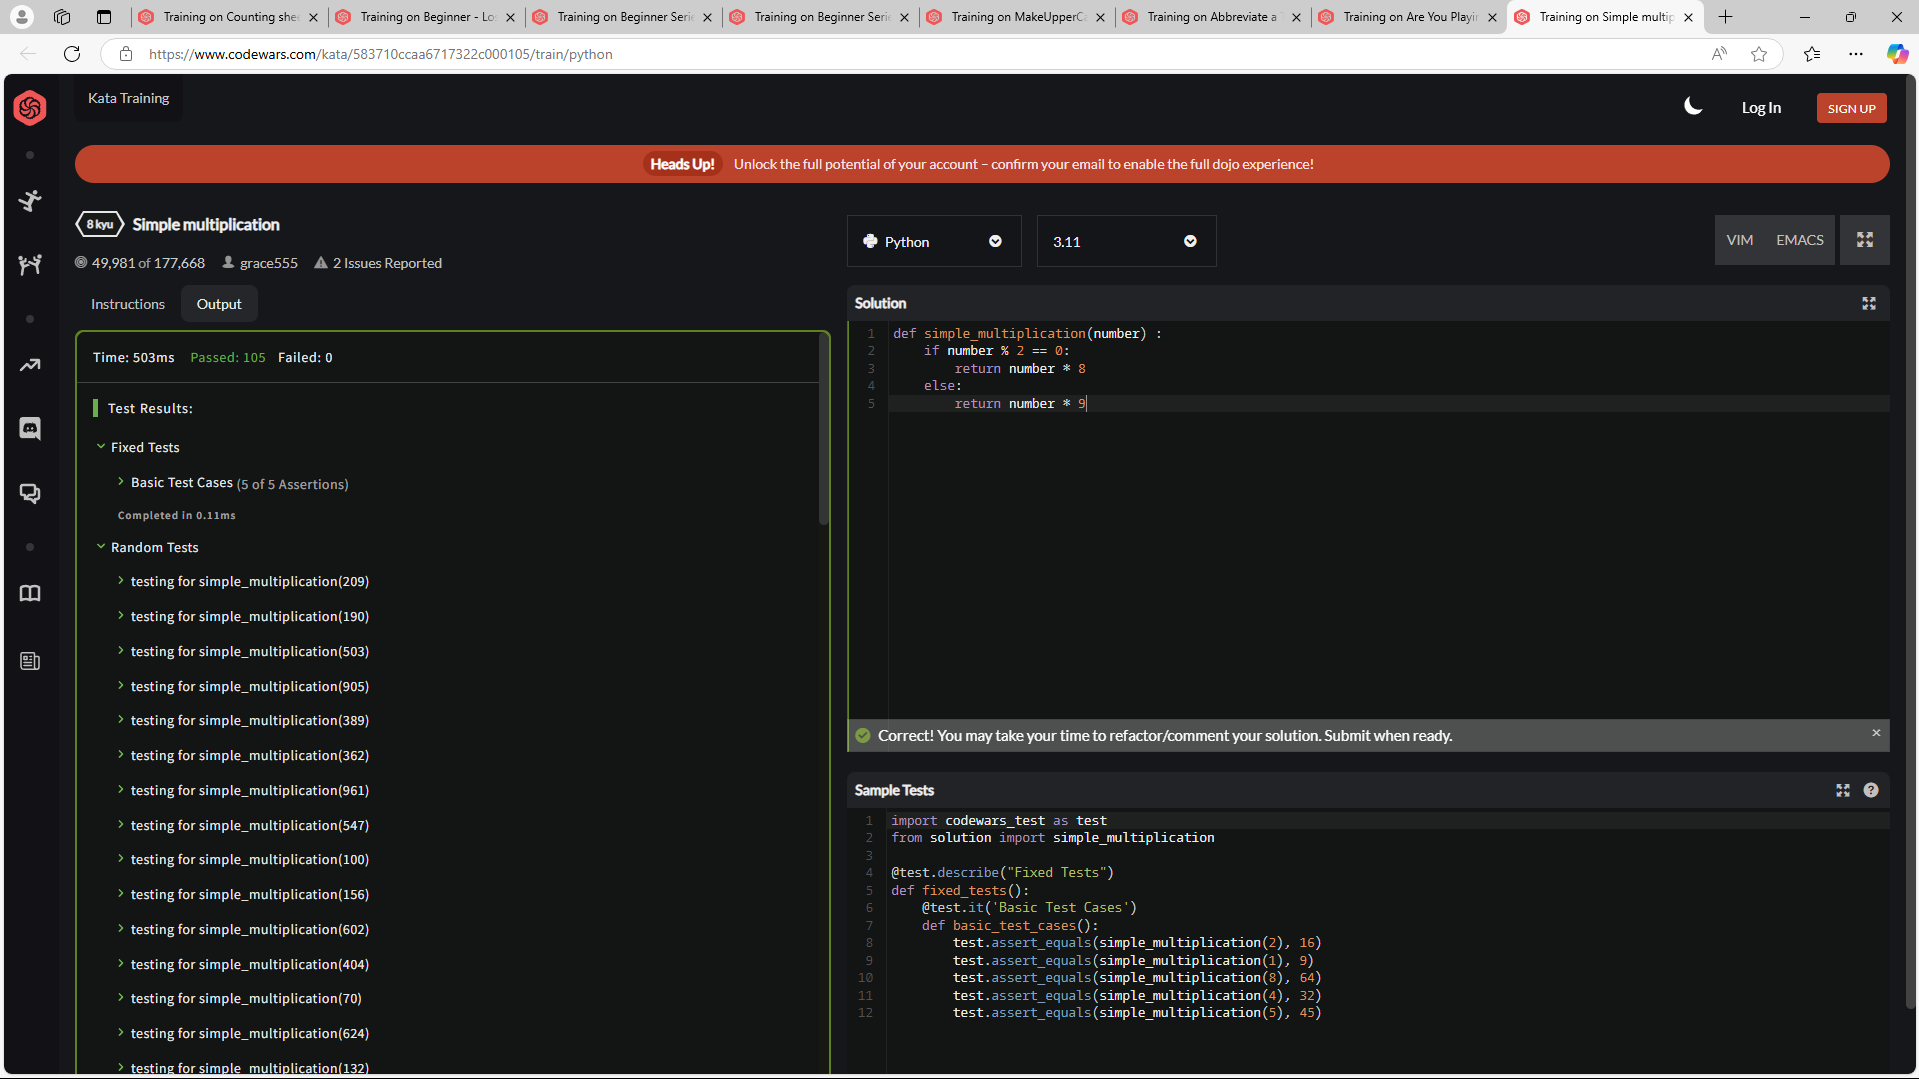 Training on Counting shee
Training on Beginner - Lo
Training on Beginner Serie
Training on Beginner Serie
Training on MakeUpperCa
Training on Abbreviate a T
Training on Are You Playin
Training on Simple multip
https://www.codewars.com/kata/583710ccaa6717322c000105/train/python
Kata Training
Log In
SIGN UP
Heads Up! Unlock the full potential of your account – confirm your email to enable the full dojo experience!
8 kyu Simple multiplication
49,981 of 177,668 grace555 2 Issues Reported
Instructions
Output
Time: 503ms Passed: 105 Failed: 0
Test Results:
Fixed Tests
Basic Test Cases (5 of 5 Assertions)
Completed in 0.11ms
Random Tests
testing for simple_multiplication(209)
testing for simple_multiplication(190)
testing for simple_multiplication(503)
testing for simple_multiplication(905)
testing for simple_multiplication(389)
testing for simple_multiplication(362)
testing for simple_multiplication(961)
testing for simple_multiplication(547)
testing for simple_multiplication(100)
testing for simple_multiplication(156)
testing for simple_multiplication(602)
testing for simple_multiplication(404)
testing for simple_multiplication(70)
testing for simple_multiplication(624)
testing for simple_multiplication(132)
Python
3.11
VIM EMACS
Solution
1 def simple_multiplication(number) :
2 if number % 2 == 0:
3 return number * 8
4 else:
5 return number * 9
Correct! You may take your time to refactor/comment your solution. Submit when ready.
Sample Tests
1 import codewars_test as test
2 from solution import simple_multiplication
3
4 @test.describe("Fixed Tests")
5 def fixed_tests():
6 @test.it('Basic Test Cases')
7 def basic_test_cases():
8 test.assert_equals(simple_multiplication(2), 16)
9 test.assert_equals(simple_multiplication(1), 9)
10 test.assert_equals(simple_multiplication(8), 64)
11 test.assert_equals(simple_multiplication(4), 32)
12 test.assert_equals(simple_multiplication(5), 45)